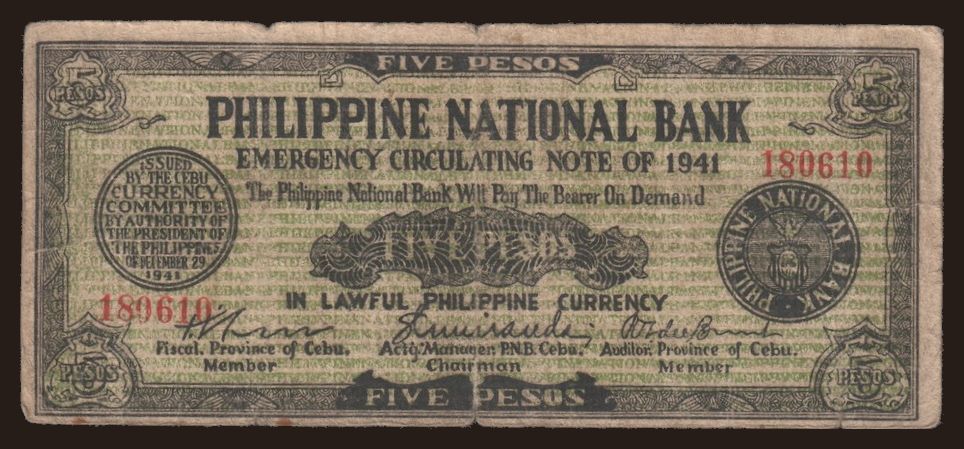 FIVE PESOS
5 PESOS
5 PESOS
PHILIPPINE NATIONAL BANK
EMERGENCY CIRCULATING NOTE OF 1941
180610
The Philippine National Bank Will Pay The Bearer On Demand
ISSUED
BY THE CEBU
CURRENCY
COMMITTEE
BY AUTHORITY OF
THE PRESIDENT OF
THE PHILIPPINES
OF DECEMBER 29
1941
PHILIPPINE NATIONAL BANK
FIVE PESOS
IN LAWFUL PHILIPPINE CURRENCY
180610
Fiscal, Province of Cebu.
Member
Actg. Manager, P.N.B. Cebu.
Chairman
Auditor, Province of Cebu.
Member
5 PESOS
5 PESOS
FIVE PESOS